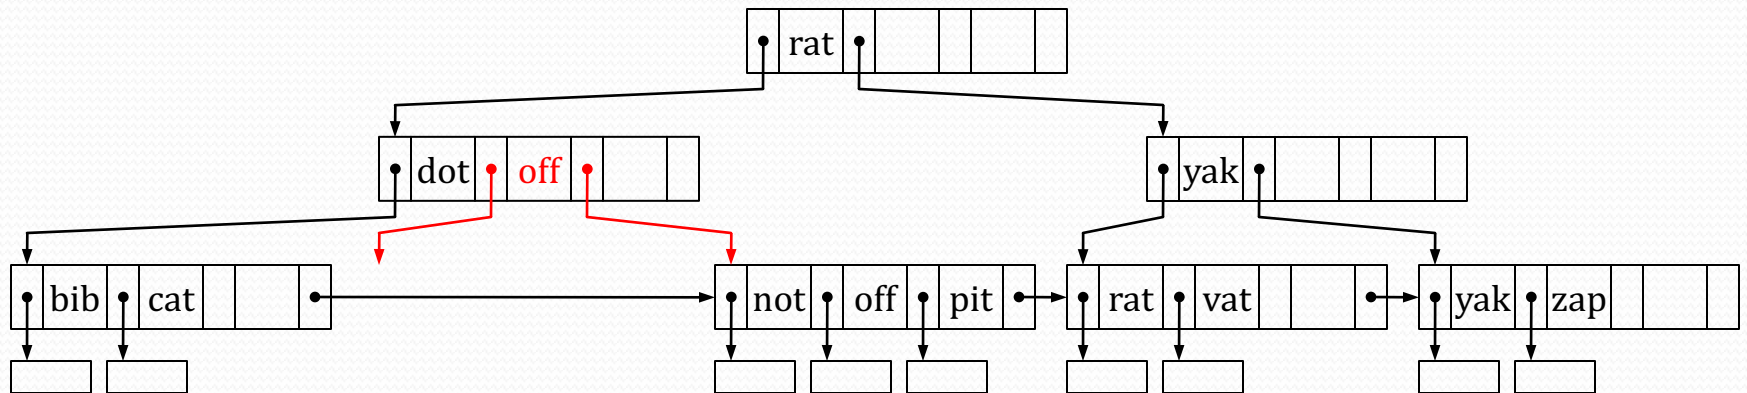 rat
dot off yak
bib cat not off pit rat vat yak zap